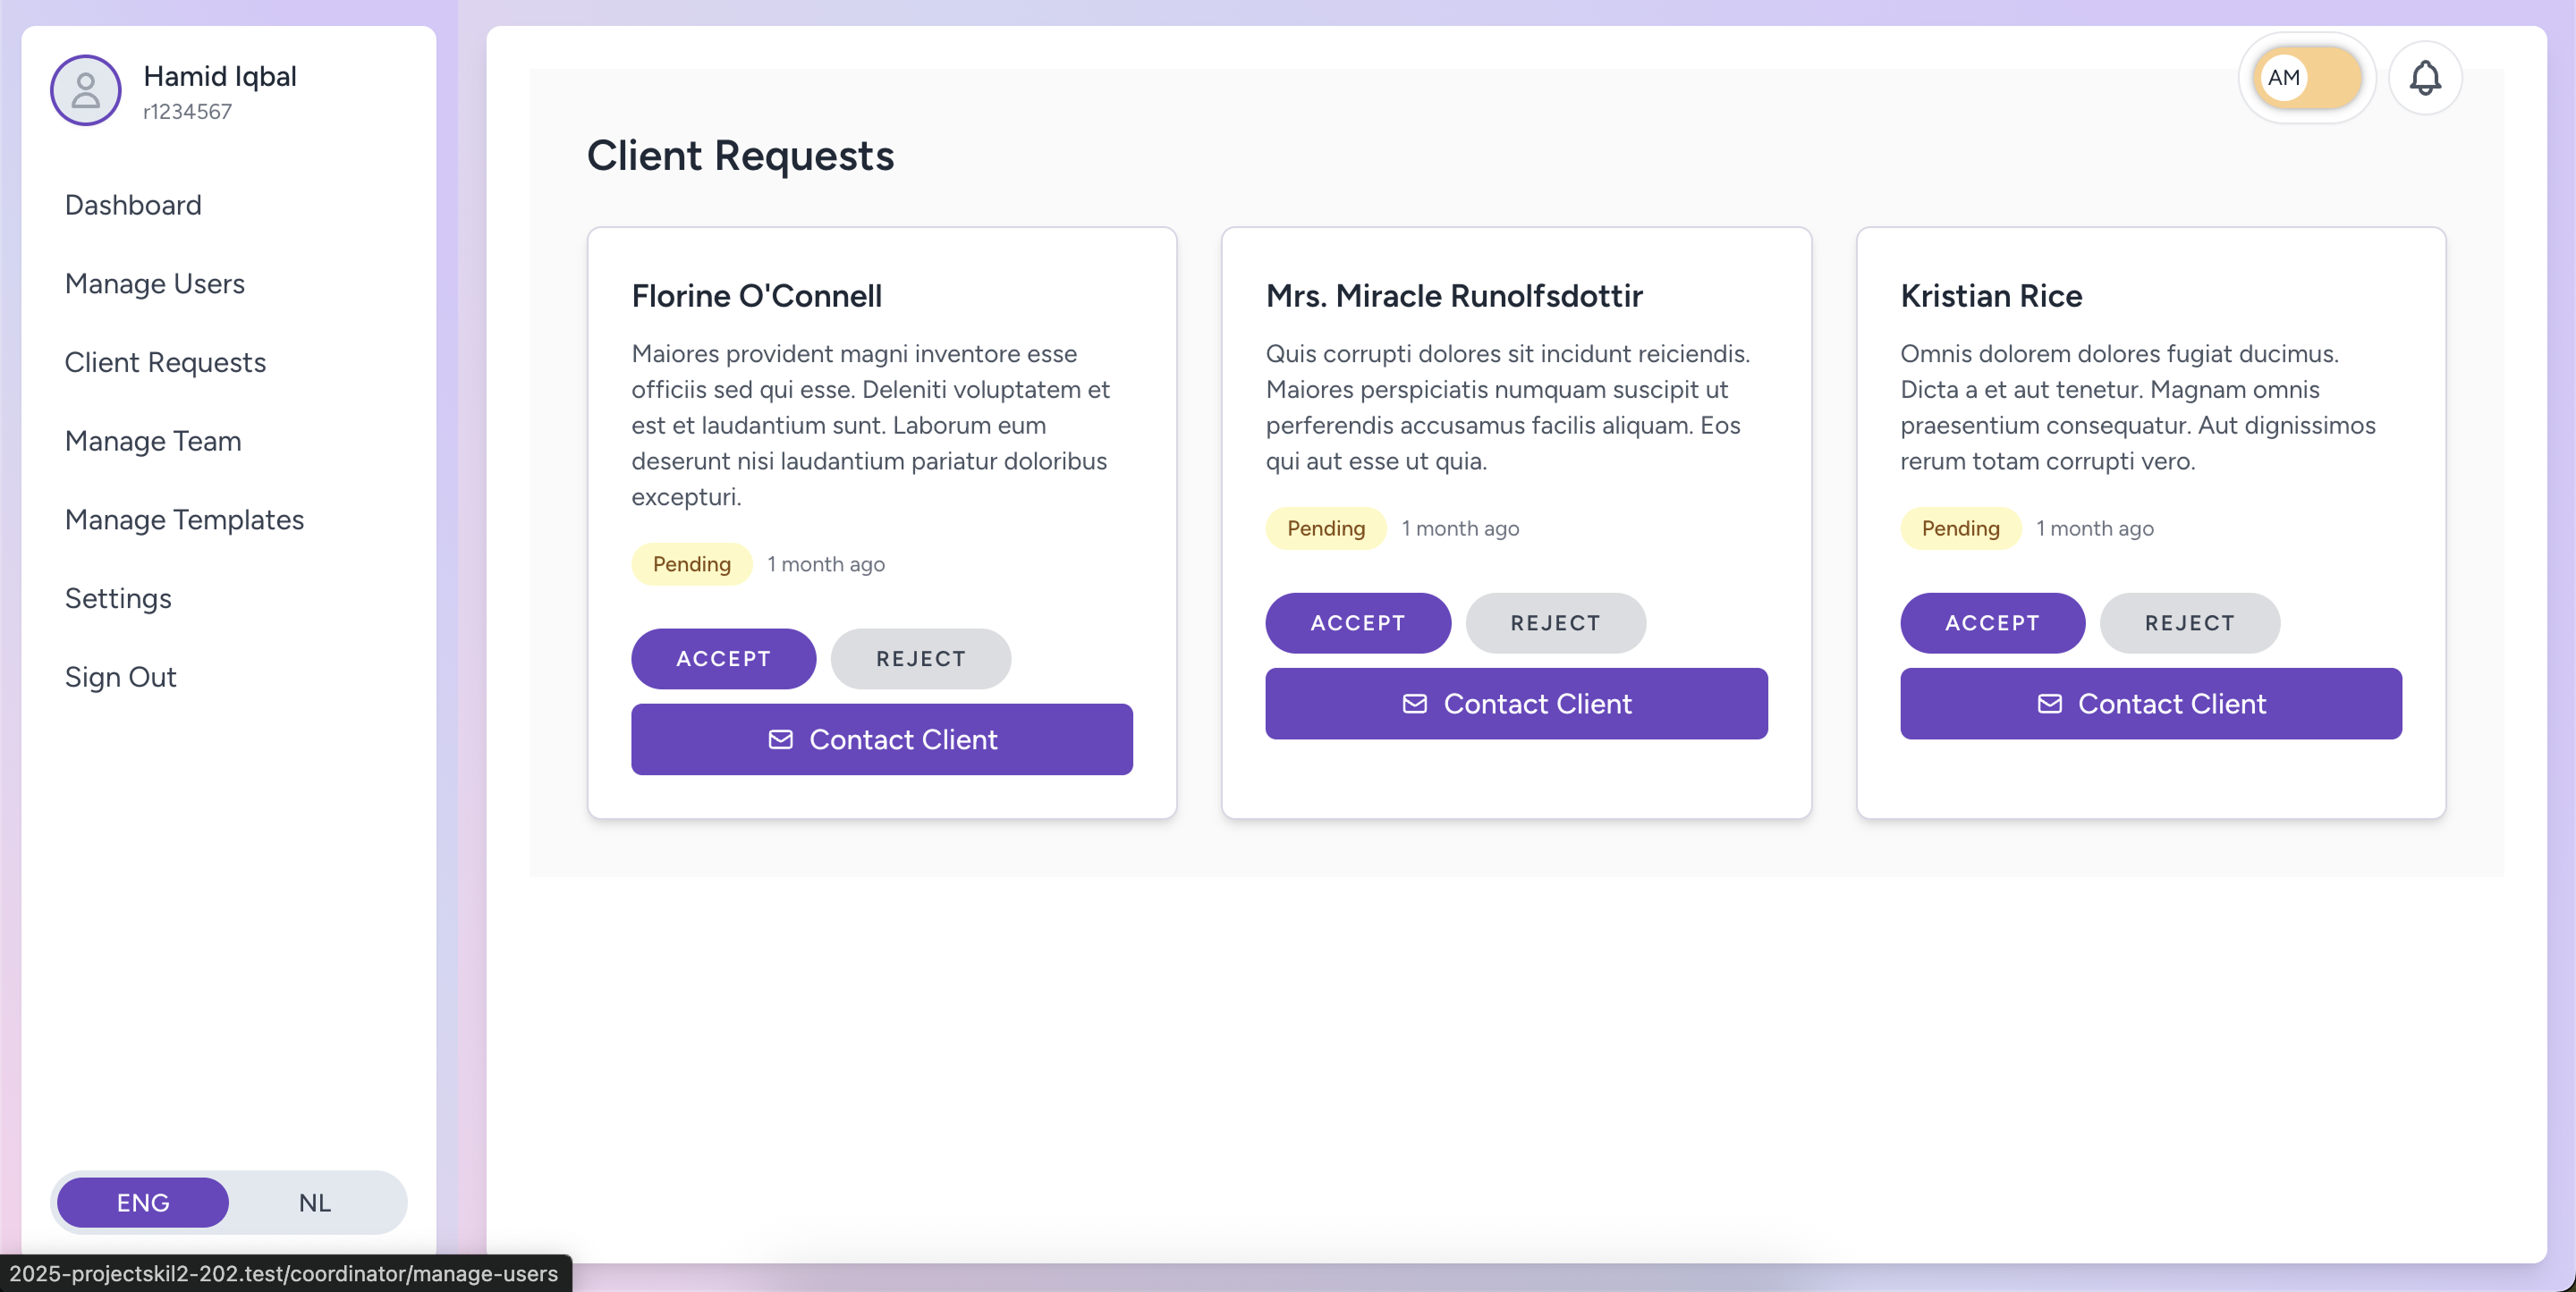 Hamid Iqbal
r1234567
Dashboard
Manage Users
Client Requests
Manage Team
Manage Templates
Settings
Sign Out
ENG NL
2025-projectskil2-202.test/coordinator/manage-users
AM
Client Requests
Florine O'Connell
Maiores provident magni inventore esse
officiis sed qui esse. Deleniti voluptatem et
est et laudantium sunt. Laborum eum
deserunt nisi laudantium pariatur doloribus
excepturi.
Pending 1 month ago
ACCEPT REJECT
Contact Client
Mrs. Miracle Runolfsdottir
Quis corrupti dolores sit incidunt reiciendis.
Maiores perspiciatis numquam suscipit ut
perferendis accusamus facilis aliquam. Eos
qui aut esse ut quia.
Pending 1 month ago
ACCEPT REJECT
Contact Client
Kristian Rice
Omnis dolorem dolores fugiat ducimus.
Dicta a et aut tenetur. Magnam omnis
praesentium consequatur. Aut dignissimos
rerum totam corrupti vero.
Pending 1 month ago
ACCEPT REJECT
Contact Client